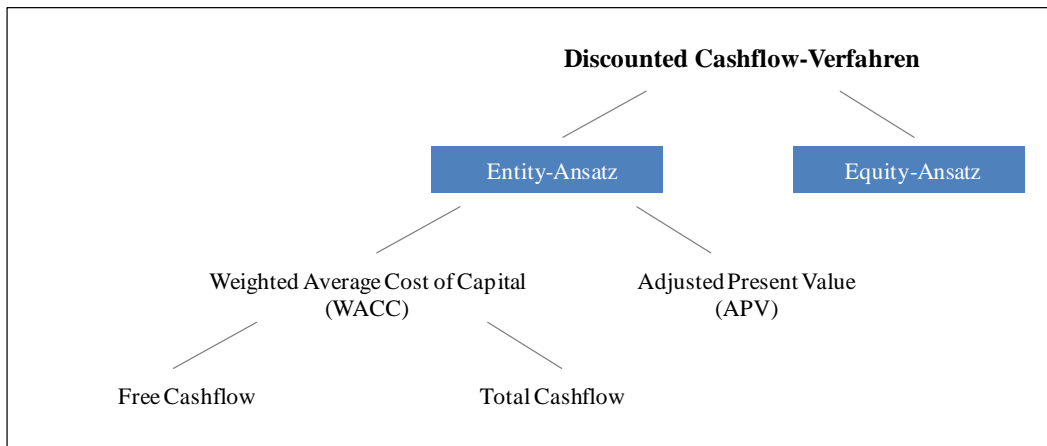 Discounted Cashflow-Verfahren
Entity-Ansatz
Equity-Ansatz
Weighted Average Cost of Capital
(WACC)
Adjusted Present Value
(APV)
Free Cashflow
Total Cashflow